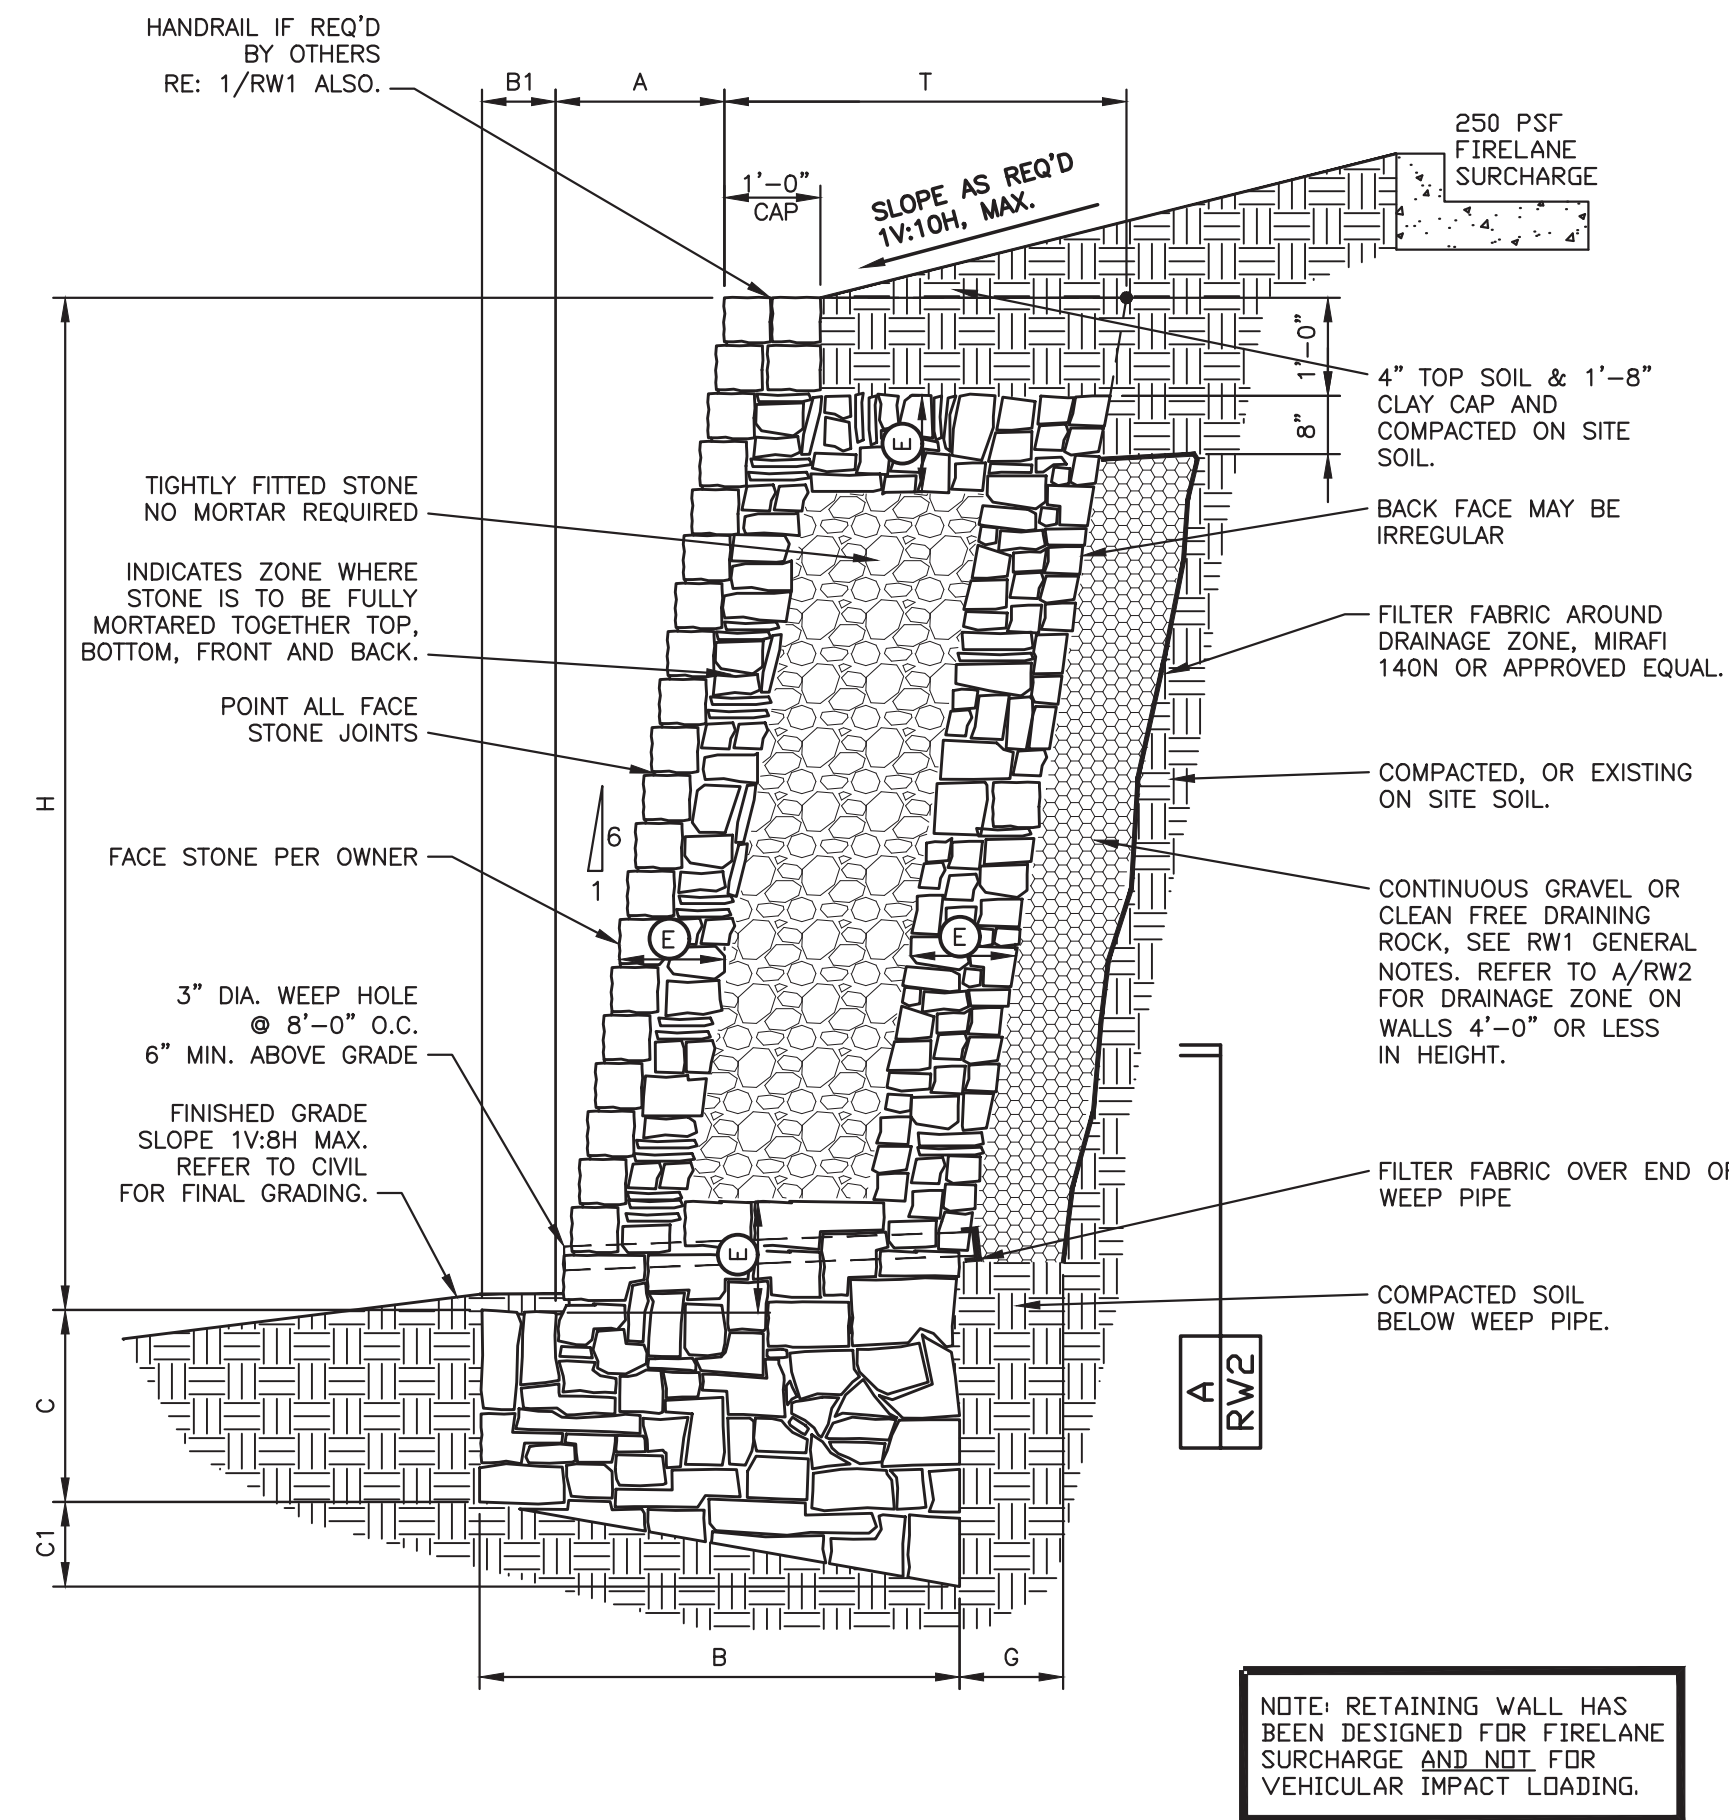 HANDRAIL IF REQ'D
BY OTHERS
RE: 1/RW1 ALSO.
B1
A
T
250 PSF
FIRELANE
SURCHARGE
1'-0"
CAP
SLOPE AS REQ'D
1V:10H, MAX.
1'-0"
8"
4" TOP SOIL & 1'-8"
CLAY CAP AND
COMPACTED ON SITE
SOIL.
E
TIGHTLY FITTED STONE
NO MORTAR REQUIRED
BACK FACE MAY BE
IRREGULAR
INDICATES ZONE WHERE
STONE IS TO BE FULLY
MORTARED TOGETHER TOP,
BOTTOM, FRONT AND BACK.
FILTER FABRIC AROUND
DRAINAGE ZONE, MIRAFI
140N OR APPROVED EQUAL.
POINT ALL FACE
STONE JOINTS
COMPACTED, OR EXISTING
ON SITE SOIL.
H
6
1
FACE STONE PER OWNER
E
E
CONTINUOUS GRAVEL OR
CLEAN FREE DRAINING
ROCK, SEE RW1 GENERAL
NOTES. REFER TO A/RW2
FOR DRAINAGE ZONE ON
WALLS 4'-0" OR LESS
IN HEIGHT.
3" DIA. WEEP HOLE
@ 8'-0" O.C.
6" MIN. ABOVE GRADE
FINISHED GRADE
SLOPE 1V:8H MAX.
REFER TO CIVIL
FOR FINAL GRADING.
FILTER FABRIC OVER END OF
WEEP PIPE
E
COMPACTED SOIL
BELOW WEEP PIPE.
A
RW2
C
C1
B
G
NOTE: RETAINING WALL HAS
BEEN DESIGNED FOR FIRELANE
SURCHARGE AND NOT FOR
VEHICULAR IMPACT LOADING.